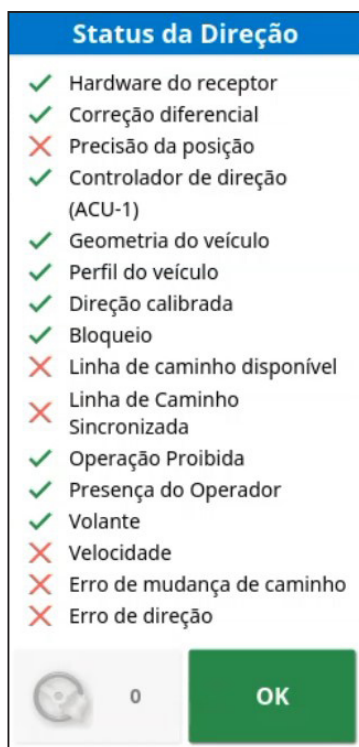 Status da Direção
Hardware do receptor
Correção diferencial
Precisão da posição
Controlador de direção
(ACU-1)
Geometria do veículo
Perfil do veículo
Direção calibrada
Bloqueio
Linha de caminho disponível
Linha de Caminho
Sincronizada
Operação Proibida
Presença do Operador
Volante
Velocidade
Erro de mudança de caminho
Erro de direção
0
OK